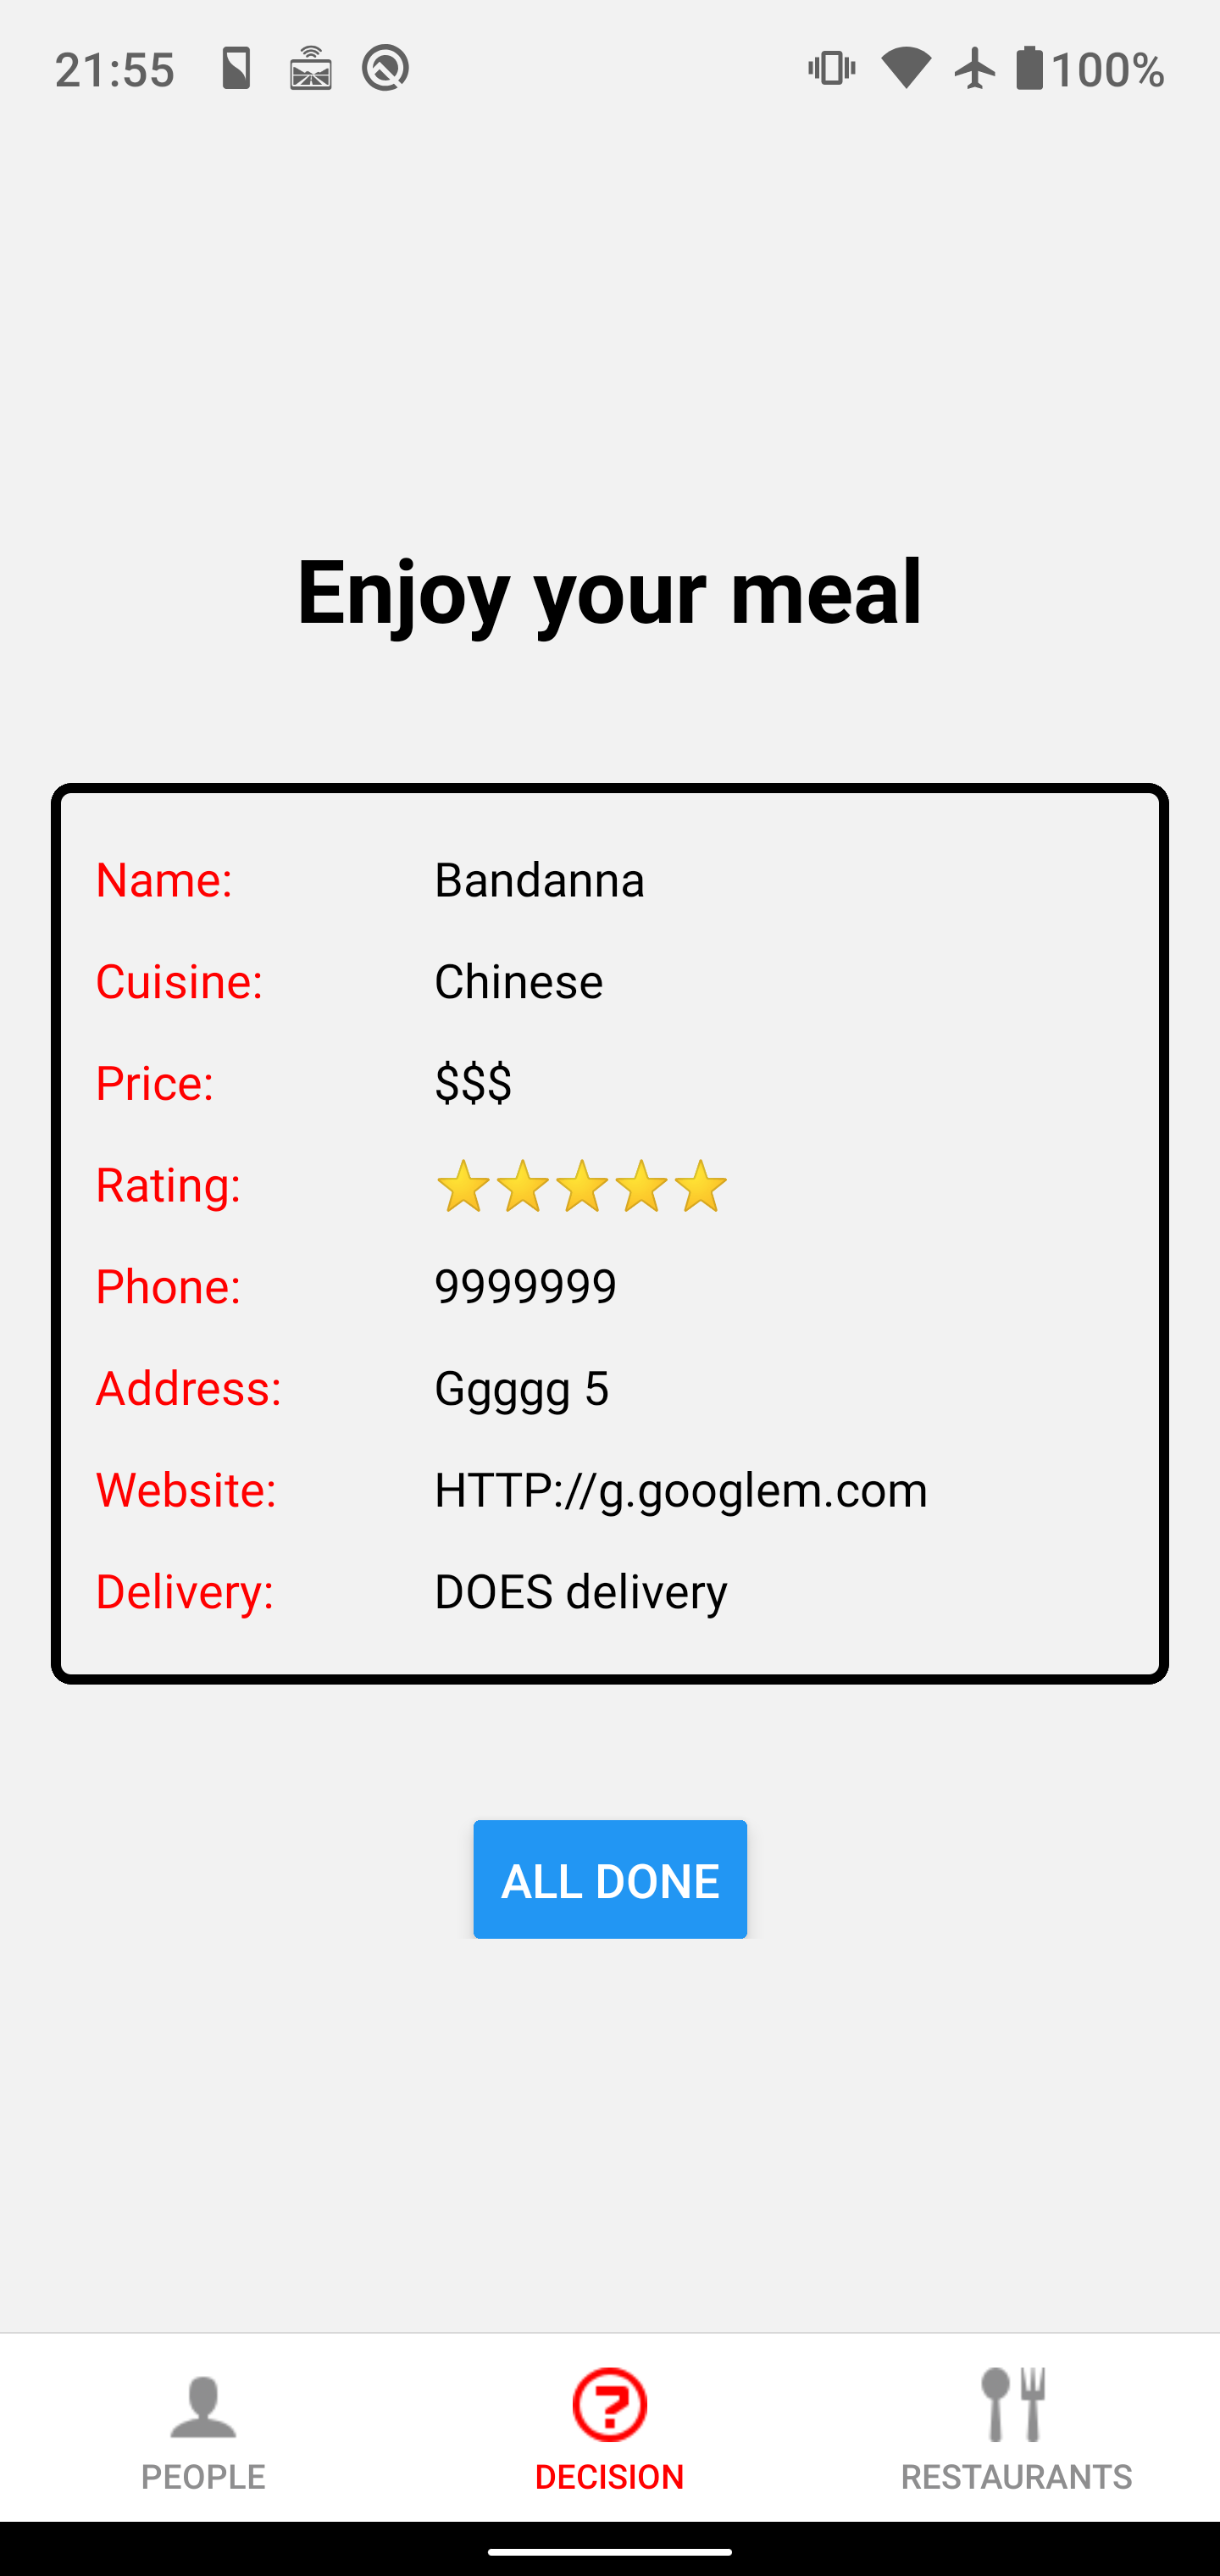 21:55 100%
Enjoy your meal
Name: Bandanna
Cuisine: Chinese
Price: $$$
Rating: ⭐⭐⭐⭐⭐
Phone: 9999999
Address: Ggggg 5
Website: HTTP://g.googlem.com
Delivery: DOES delivery
ALL DONE
PEOPLE DECISION RESTAURANTS